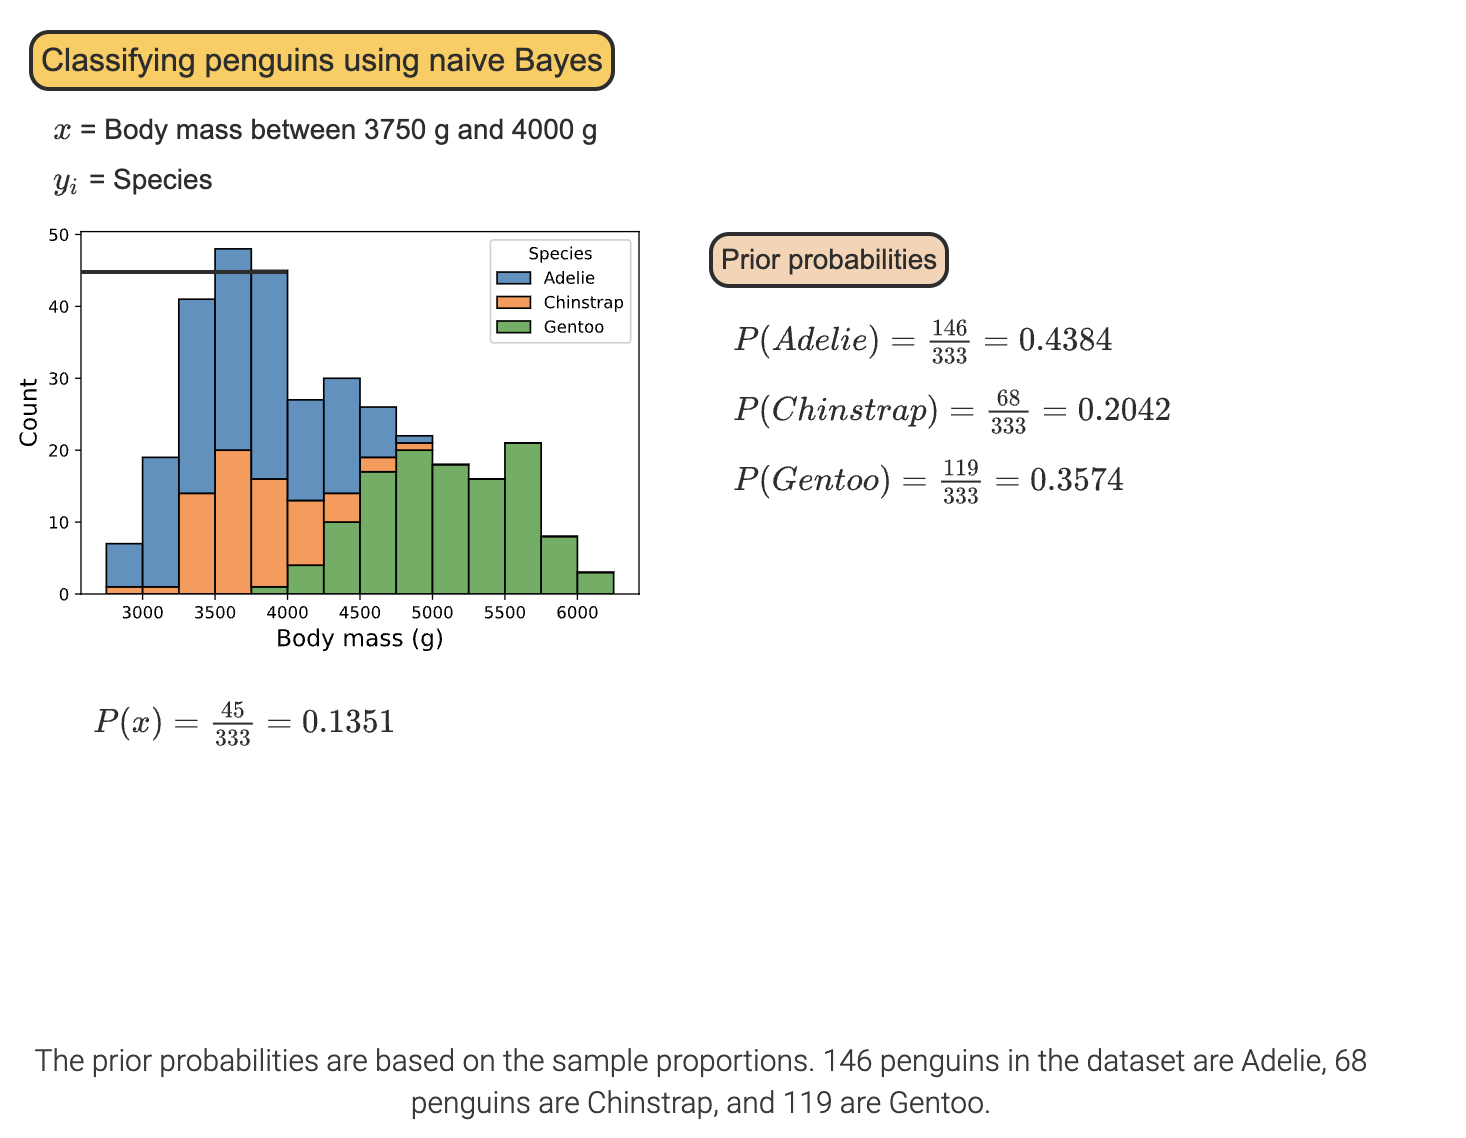 Classifying penguins using naive Bayes
x = Body mass between 3750 g and 4000 g
yᵢ = Species
50
40
30
20
10
0
Count
3000 3500 4000 4500 5000 5500 6000
Body mass (g)
Species
Adelie
Chinstrap
Gentoo
P(x) = 45/333 = 0.1351
Prior probabilities
P(Adelie) = 146/333 = 0.4384
P(Chinstrap) = 68/333 = 0.2042
P(Gentoo) = 119/333 = 0.3574
The prior probabilities are based on the sample proportions. 146 penguins in the dataset are Adelie, 68
penguins are Chinstrap, and 119 are Gentoo.